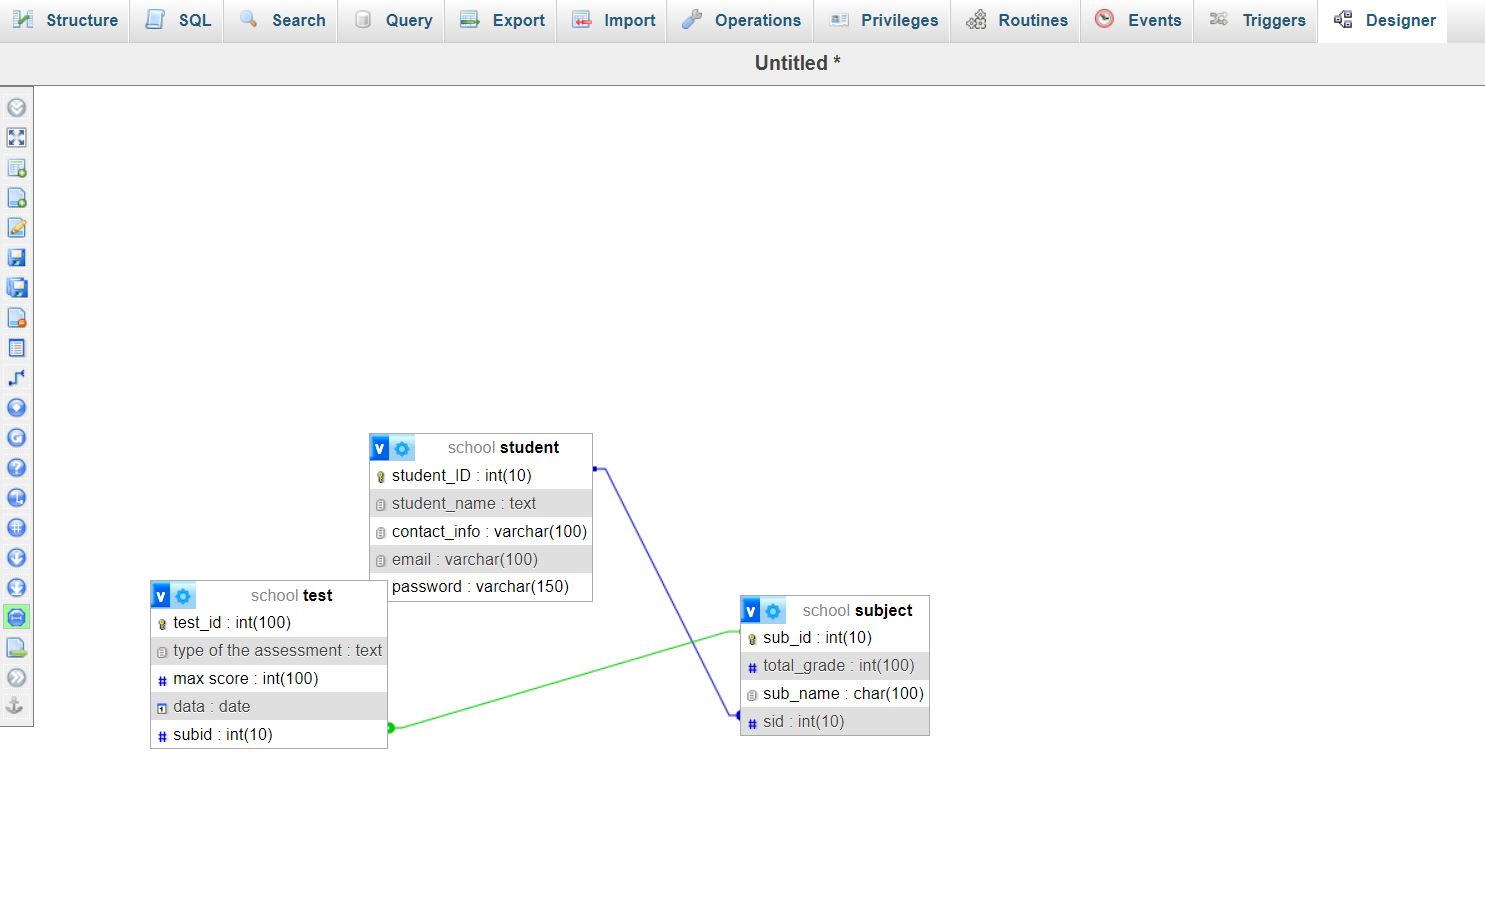 Structure SQL Search Query Export Import Operations Privileges Routines Events Triggers Designer
Untitled *
v school student
student_ID : int(10)
student_name : text
contact_info : varchar(100)
email : varchar(100)
password : varchar(150)
v school test
test_id : int(100)
type of the assessment : text
# max score : int(100)
data : date
# subid : int(10)
v school subject
sub_id : int(10)
# total_grade : int(100)
sub_name : char(100)
# sid : int(10)